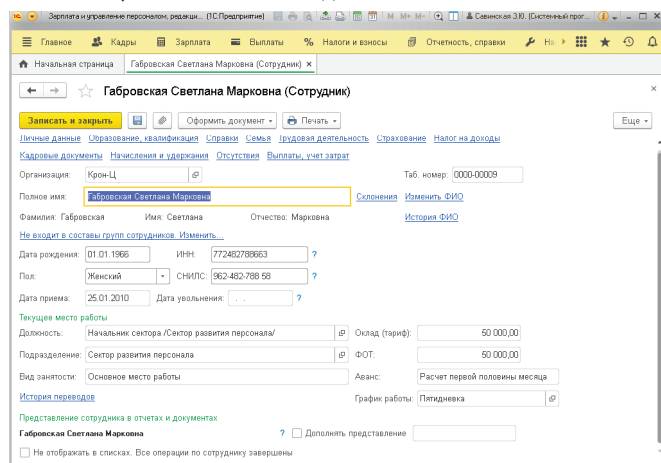 Зарплата и управление персоналом, редакци... (1С:Предприятие) M M+ M- Савинская З.Ю. (Системный прог...
Главное Кадры Зарплата Выплаты Налоги и взносы Отчетность, справки
Начальная страница Габровская Светлана Марковна (Сотрудник) ×
Габровская Светлана Марковна (Сотрудник)
Записать и закрыть Оформить документ Печать Еще
Личные данные Образование, квалификация Справки Семья Трудовая деятельность Страхование Налог на доходы
Кадровые документы Начисления и удержания Отсутствия Выплаты, учет затрат
Организация: Крон-Ц Таб. номер: 0000-00009
Полное имя: Габровская Светлана Марковна Склонения Изменить ФИО
Фамилия: Габровская Имя: Светлана Отчество: Марковна История ФИО
Не входит в составы групп сотрудников. Изменить...
Дата рождения: 01.01.1966 ИНН: 772482788663 ?
Пол: Женский СНИЛС: 962-482-788 58 ?
Дата приема: 25.01.2010 Дата увольнения: . . ?
Текущее место работы
Должность: Начальник сектора /Сектор развития персонала/ Оклад (тариф): 50 000,00
Подразделение: Сектор развития персонала ФОТ: 50 000,00
Вид занятости: Основное место работы Аванс: Расчет первой половины месяца
История переводов График работы: Пятидневка
Представление сотрудника в отчетах и документах
Габровская Светлана Марковна ? Дополнять представление
Не отображать в списках. Все операции по сотруднику завершены